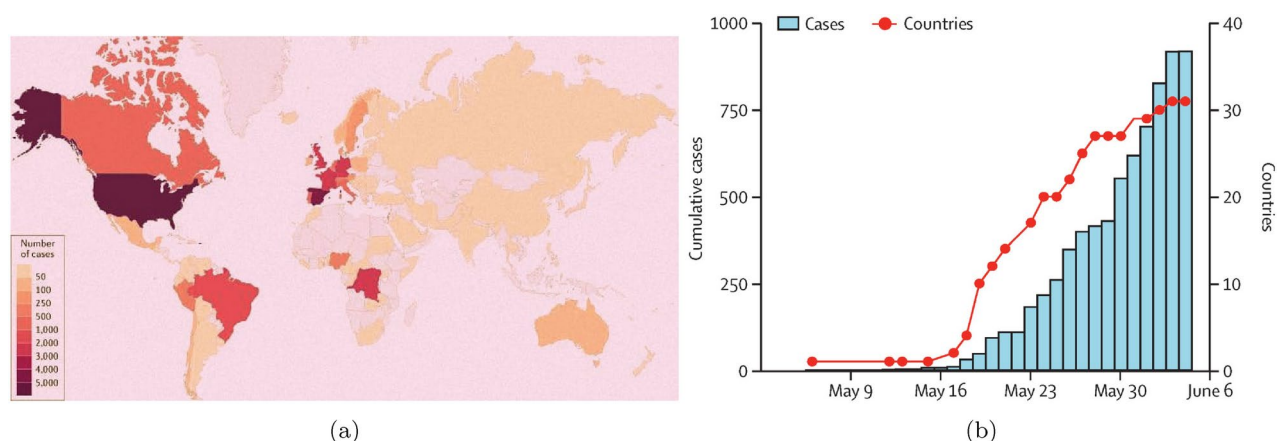 Number
of cases
50
100
250
500
1,000
2,000
3,000
4,000
5,000
(a)
Cases
Countries
1000
750
500
250
0
Cumulative cases
40
30
20
10
0
Countries
May 9
May 16
May 23
May 30
June 6
(b)